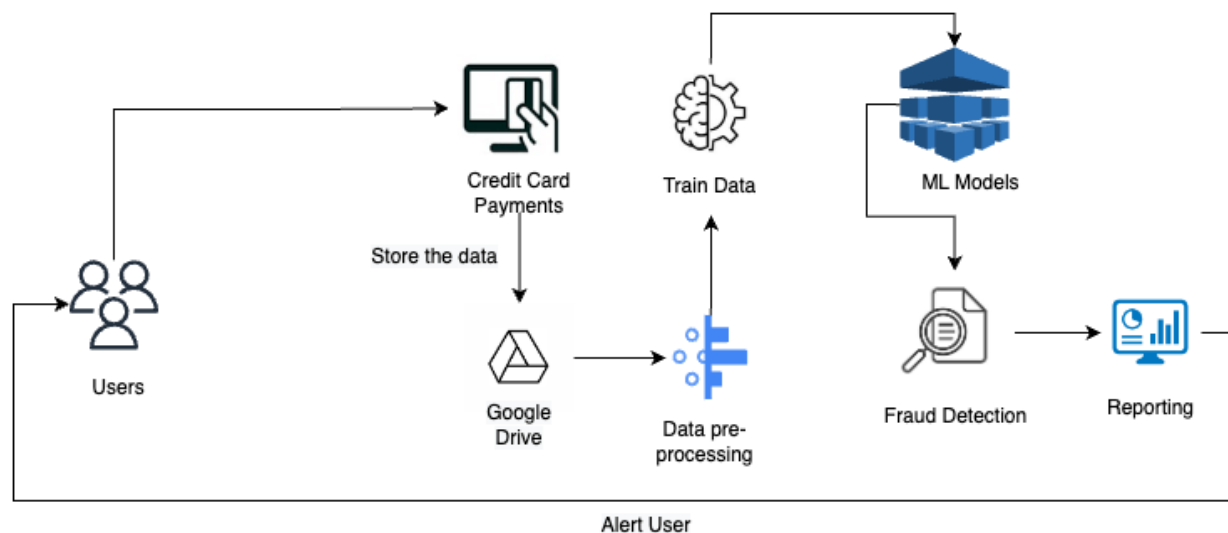 Credit Card
Payments
Train Data
ML Models
Store the data
Users
Google
Drive
Data pre-
processing
Fraud Detection
Reporting
Alert User